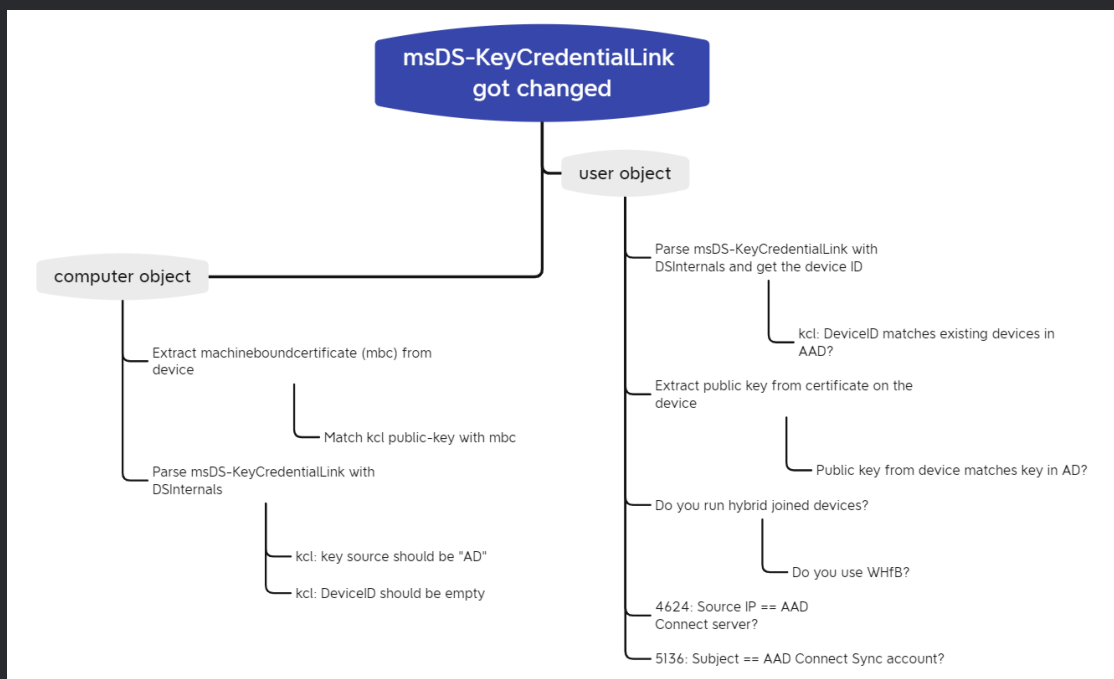 msDS-KeyCredentialLink
got changed
user object
Parse msDS-KeyCredentialLink with
DSInternals and get the device ID
kcl: DeviceID matches existing devices in
AAD?
Extract public key from certificate on the
device
Public key from device matches key in AD?
Do you run hybrid joined devices?
Do you use WHfB?
4624: Source IP == AAD
Connect server?
5136: Subject == AAD Connect Sync account?
computer object
Extract machineboundcertificate (mbc) from
device
Match kcl public-key with mbc
Parse msDS-KeyCredentialLink with
DSInternals
kcl: key source should be "AD"
kcl: DeviceID should be empty